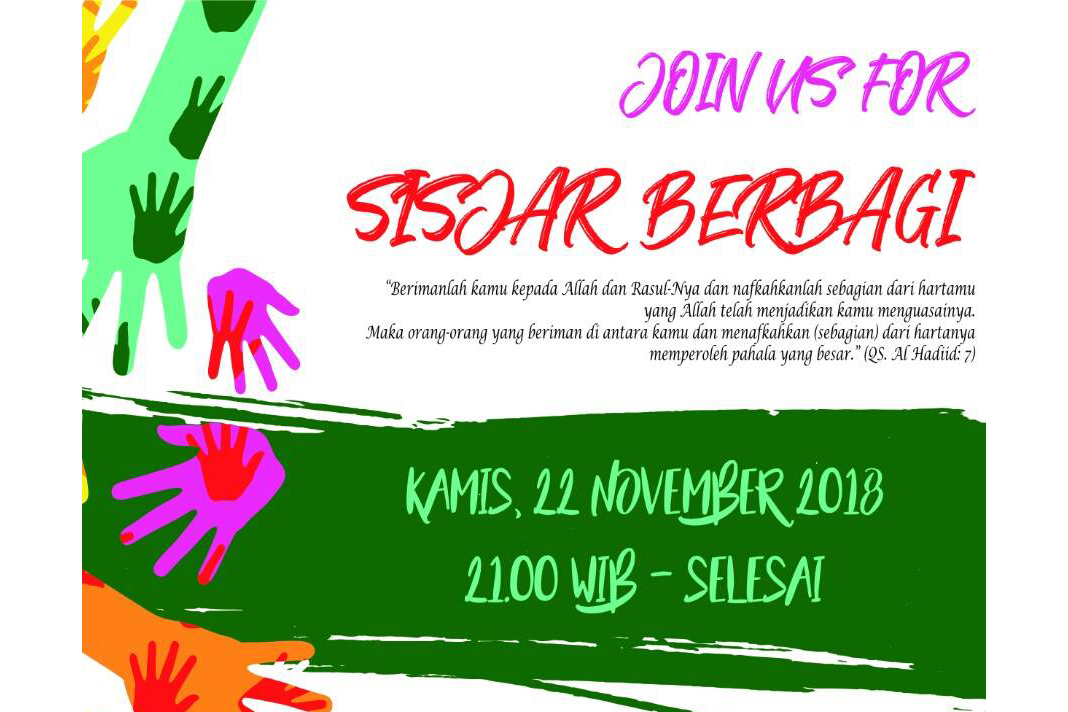 JOIN US FOR
SISJAR BERBAGI
“Berimanlah kamu kepada Allah dan Rasul-Nya dan nafkahkanlah sebagian dari hartamu
yang Allah telah menjadikan kamu menguasainya.
Maka orang-orang yang beriman di antara kamu dan menafkahkan (sebagian) dari hartanya
memperoleh pahala yang besar.” (QS. Al Hadiid: 7)
KAMIS, 22 NOVEMBER 2018
21.00 WIB - SELESAI